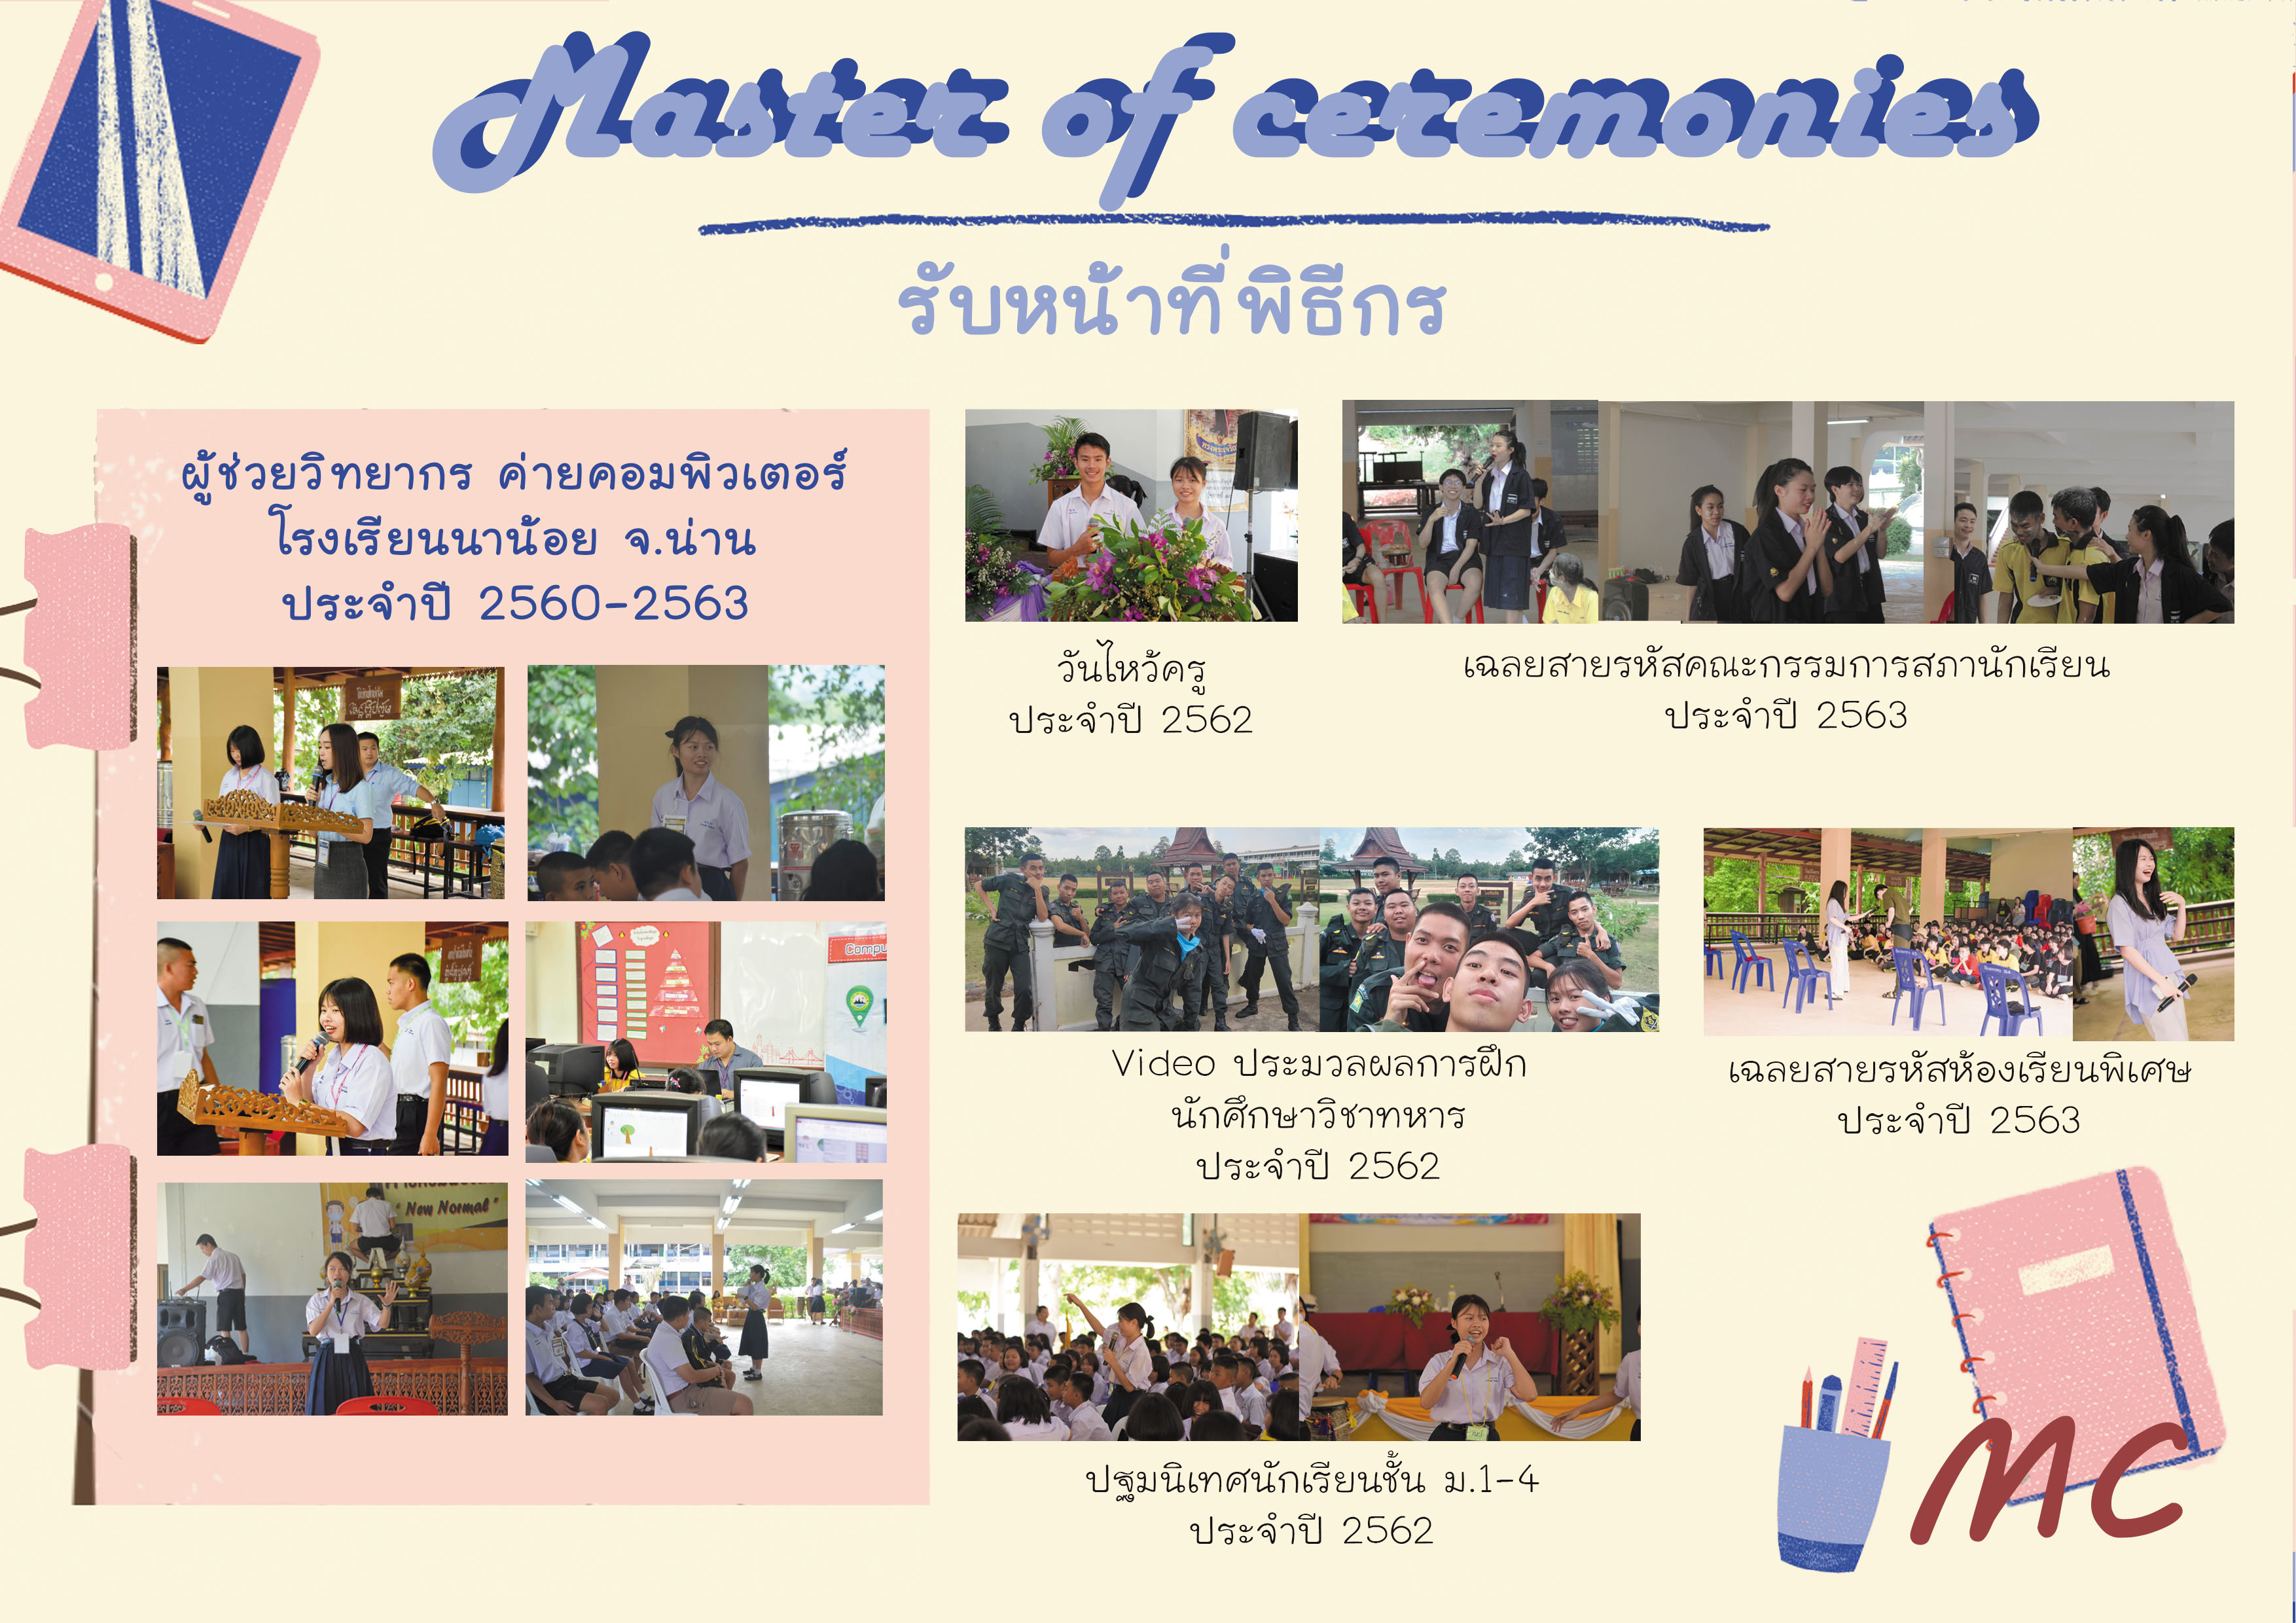 Master of ceremonies
รับหน้าที่พิธีกร
ผู้ช่วยวิทยากร ค่ายคอมพิวเตอร์
โรงเรียนนาน้อย จ.น่าน
ประจำปี 2560-2563
วันไหว้ครู
ประจำปี 2562
เฉลยสายรหัสคณะกรรมการสภานักเรียน
ประจำปี 2563
Video ประมวลผลการฝึก
นักศึกษาวิชาทหาร
ประจำปี 2562
เฉลยสายรหัสห้องเรียนพิเศษ
ประจำปี 2563
ปฐมนิเทศนักเรียนชั้น ม.1-4
ประจำปี 2562
Compu
"New Normal"
MC